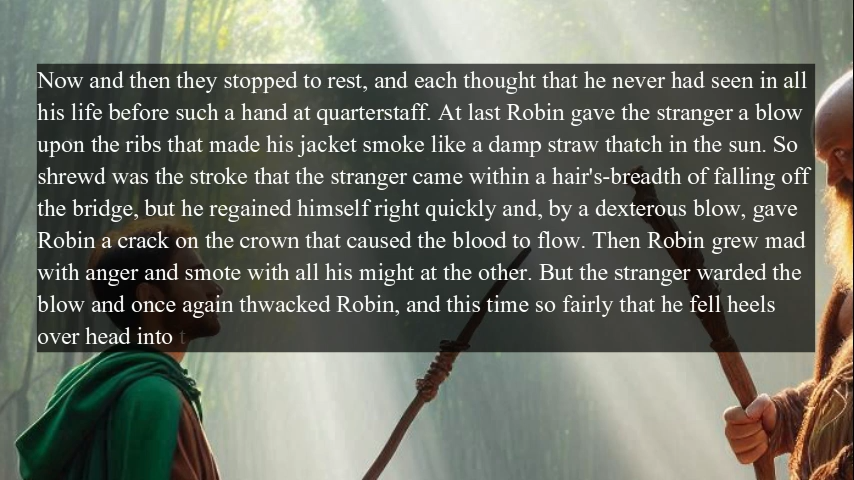 Now and then they stopped to rest, and each thought that he never had seen in all
his life before such a hand at quarterstaff. At last Robin gave the stranger a blow
upon the ribs that made his jacket smoke like a damp straw thatch in the sun. So
shrewd was the stroke that the stranger came within a hair's-breadth of falling off
the bridge, but he regained himself right quickly and, by a dexterous blow, gave
Robin a crack on the crown that caused the blood to flow. Then Robin grew mad
with anger and smote with all his might at the other. But the stranger warded the
blow and once again thwacked Robin, and this time so fairly that he fell heels
over head into t